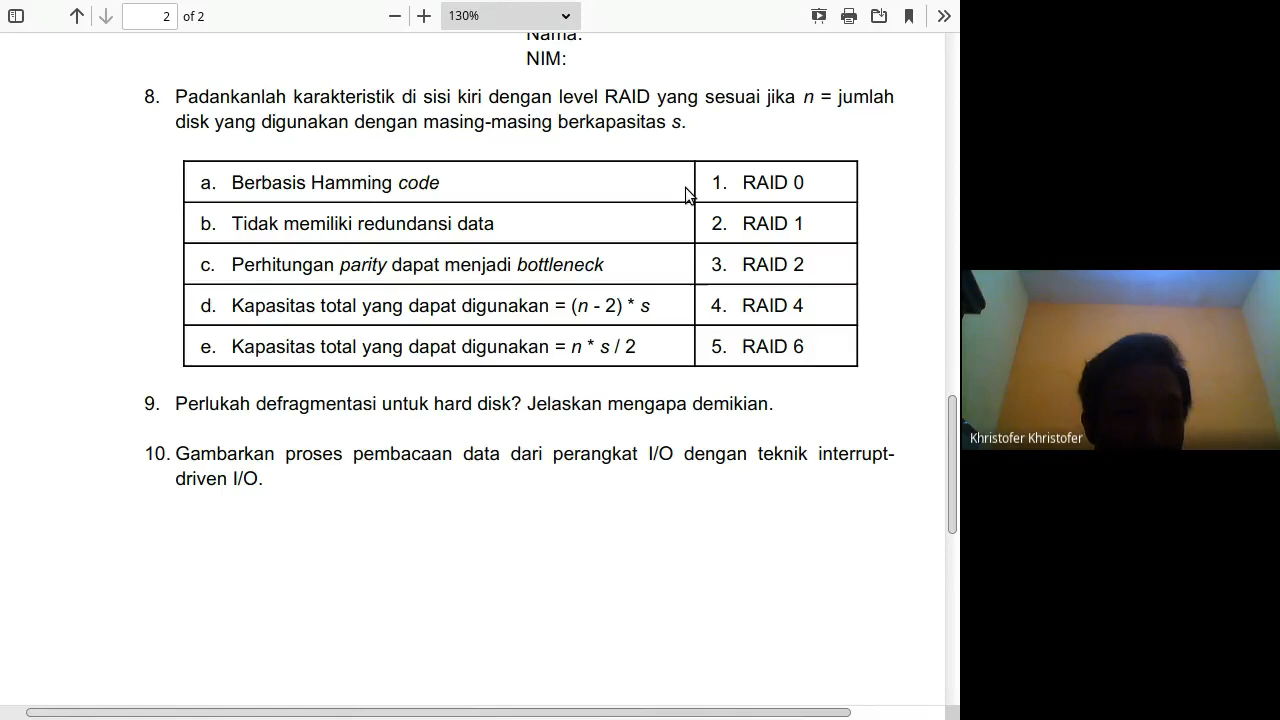 2 of 2
130%
Nama:
NIM:
8. Padankanlah karakteristik di sisi kiri dengan level RAID yang sesuai jika n = jumlah
disk yang digunakan dengan masing-masing berkapasitas s.
a. Berbasis Hamming code 1. RAID 0
b. Tidak memiliki redundansi data 2. RAID 1
c. Perhitungan parity dapat menjadi bottleneck 3. RAID 2
d. Kapasitas total yang dapat digunakan = (n - 2) * s 4. RAID 4
e. Kapasitas total yang dapat digunakan = n * s / 2 5. RAID 6
9. Perlukah defragmentasi untuk hard disk? Jelaskan mengapa demikian.
10. Gambarkan proses pembacaan data dari perangkat I/O dengan teknik interrupt-
driven I/O.
Khristofer Khristofer